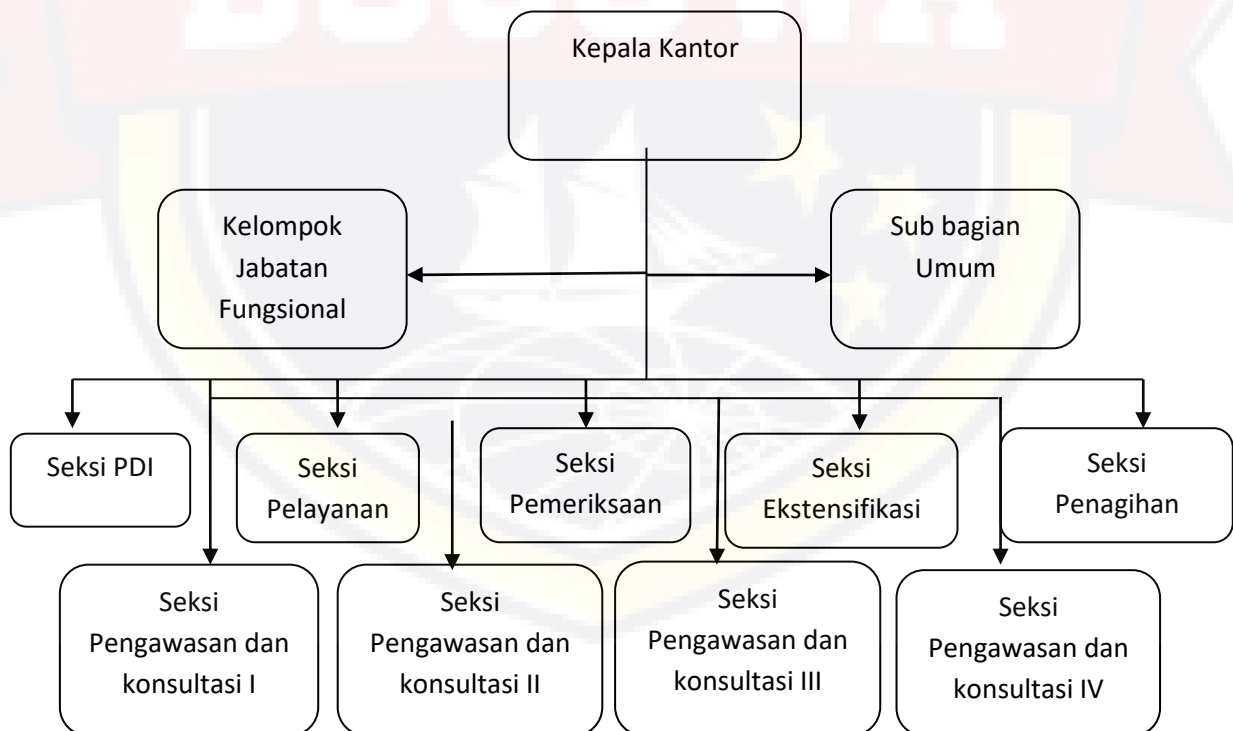 Kepala Kantor
Kelompok
Jabatan
Fungsional
Sub bagian
Umum
Seksi PDI
Seksi
Pelayanan
Seksi
Pemeriksaan
Seksi
Ekstensifikasi
Seksi
Penagihan
Seksi
Pengawasan dan
konsultasi I
Seksi
Pengawasan dan
konsultasi II
Seksi
Pengawasan dan
konsultasi III
Seksi
Pengawasan dan
konsultasi IV